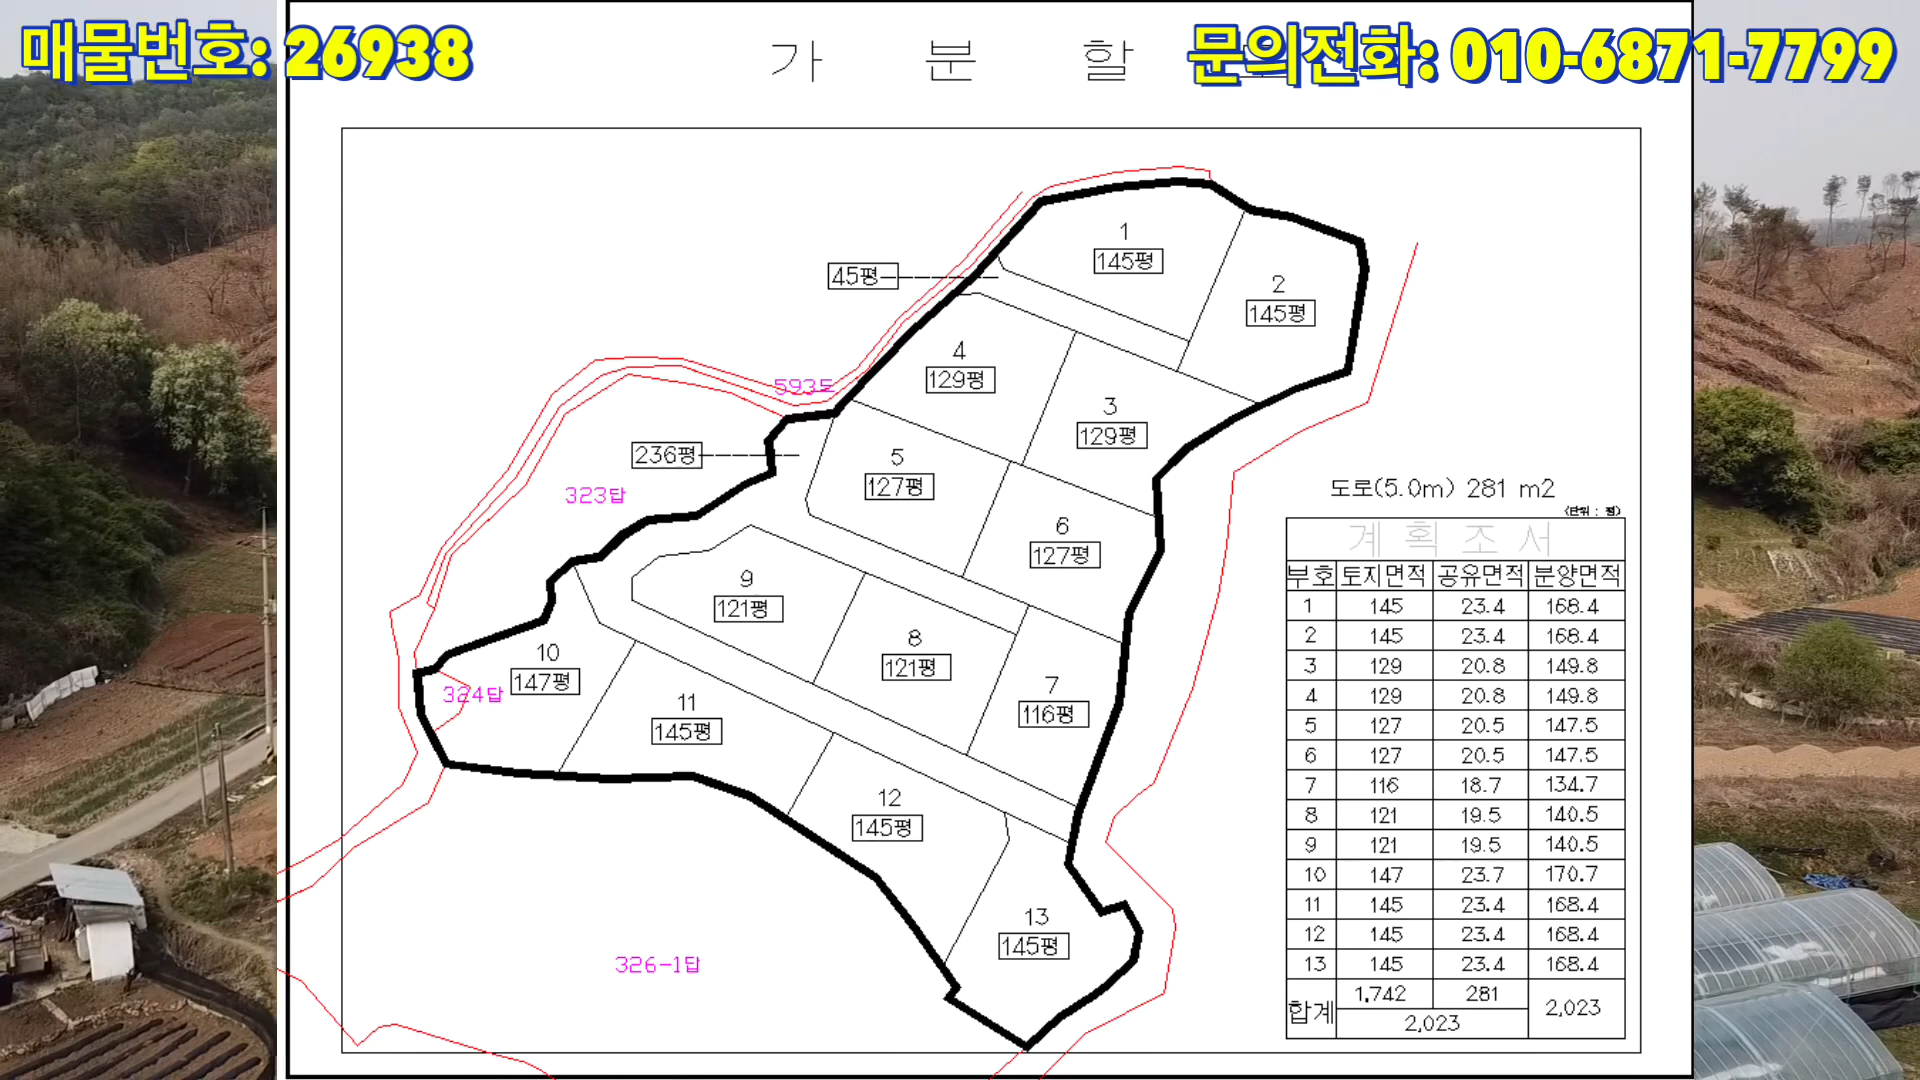 매물번호: 26938
문의전화: 010-6871-7799
가 분 할
1
145평
45평
2
145평
4
129평
593도
3
129평
236평
5
127평
323답
6
127평
도로(5.0m) 281 m2
(단위 : 평)
계 획 조 서
부호 토지면적 공유면적 분양면적
1 145 23.4 168.4
2 145 23.4 168.4
3 129 20.8 149.8
4 129 20.8 149.8
5 127 20.5 147.5
6 127 20.5 147.5
7 116 18.7 134.7
8 121 19.5 140.5
9 121 19.5 140.5
10 147 23.7 170.7
11 145 23.4 168.4
12 145 23.4 168.4
13 145 23.4 168.4
합계 1,742 281 2,023
2,023
9
121평
8
121평
10
147평
324답
7
116평
11
145평
12
145평
13
145평
326-1답